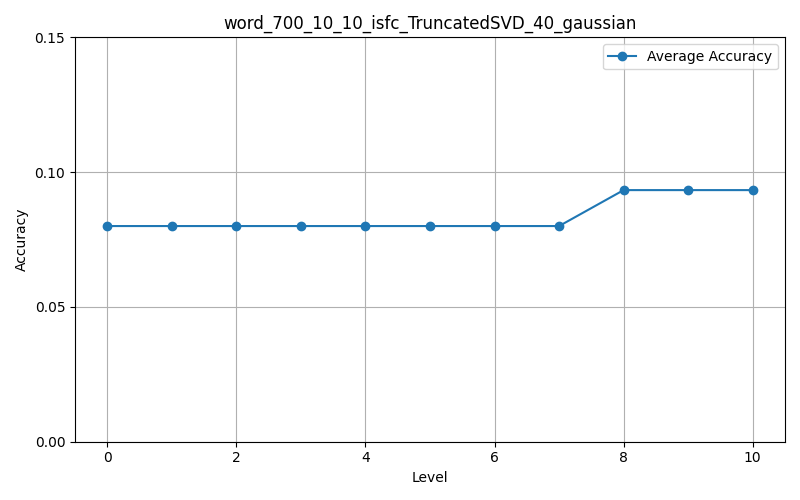 word_700_10_10_isfc_TruncatedSVD_40_gaussian
Average Accuracy
0.15
0.10
0.05
0.00
Accuracy
0 2 4 6 8 10
Level